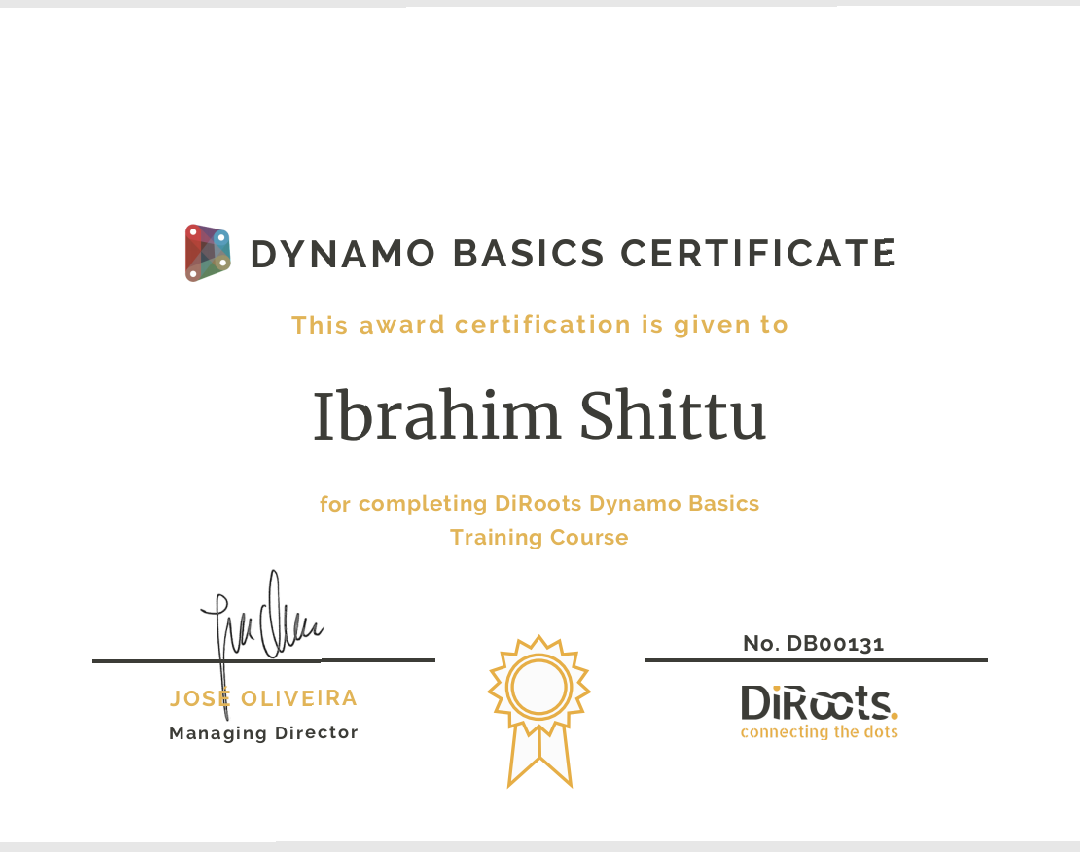 DYNAMO BASICS CERTIFICATE
This award certification is given to
Ibrahim Shittu
for completing DiRoots Dynamo Basics
Training Course
No. DB00131
JOSE OLIVEIRA
Managing Director
DiRoots.
connecting the dots